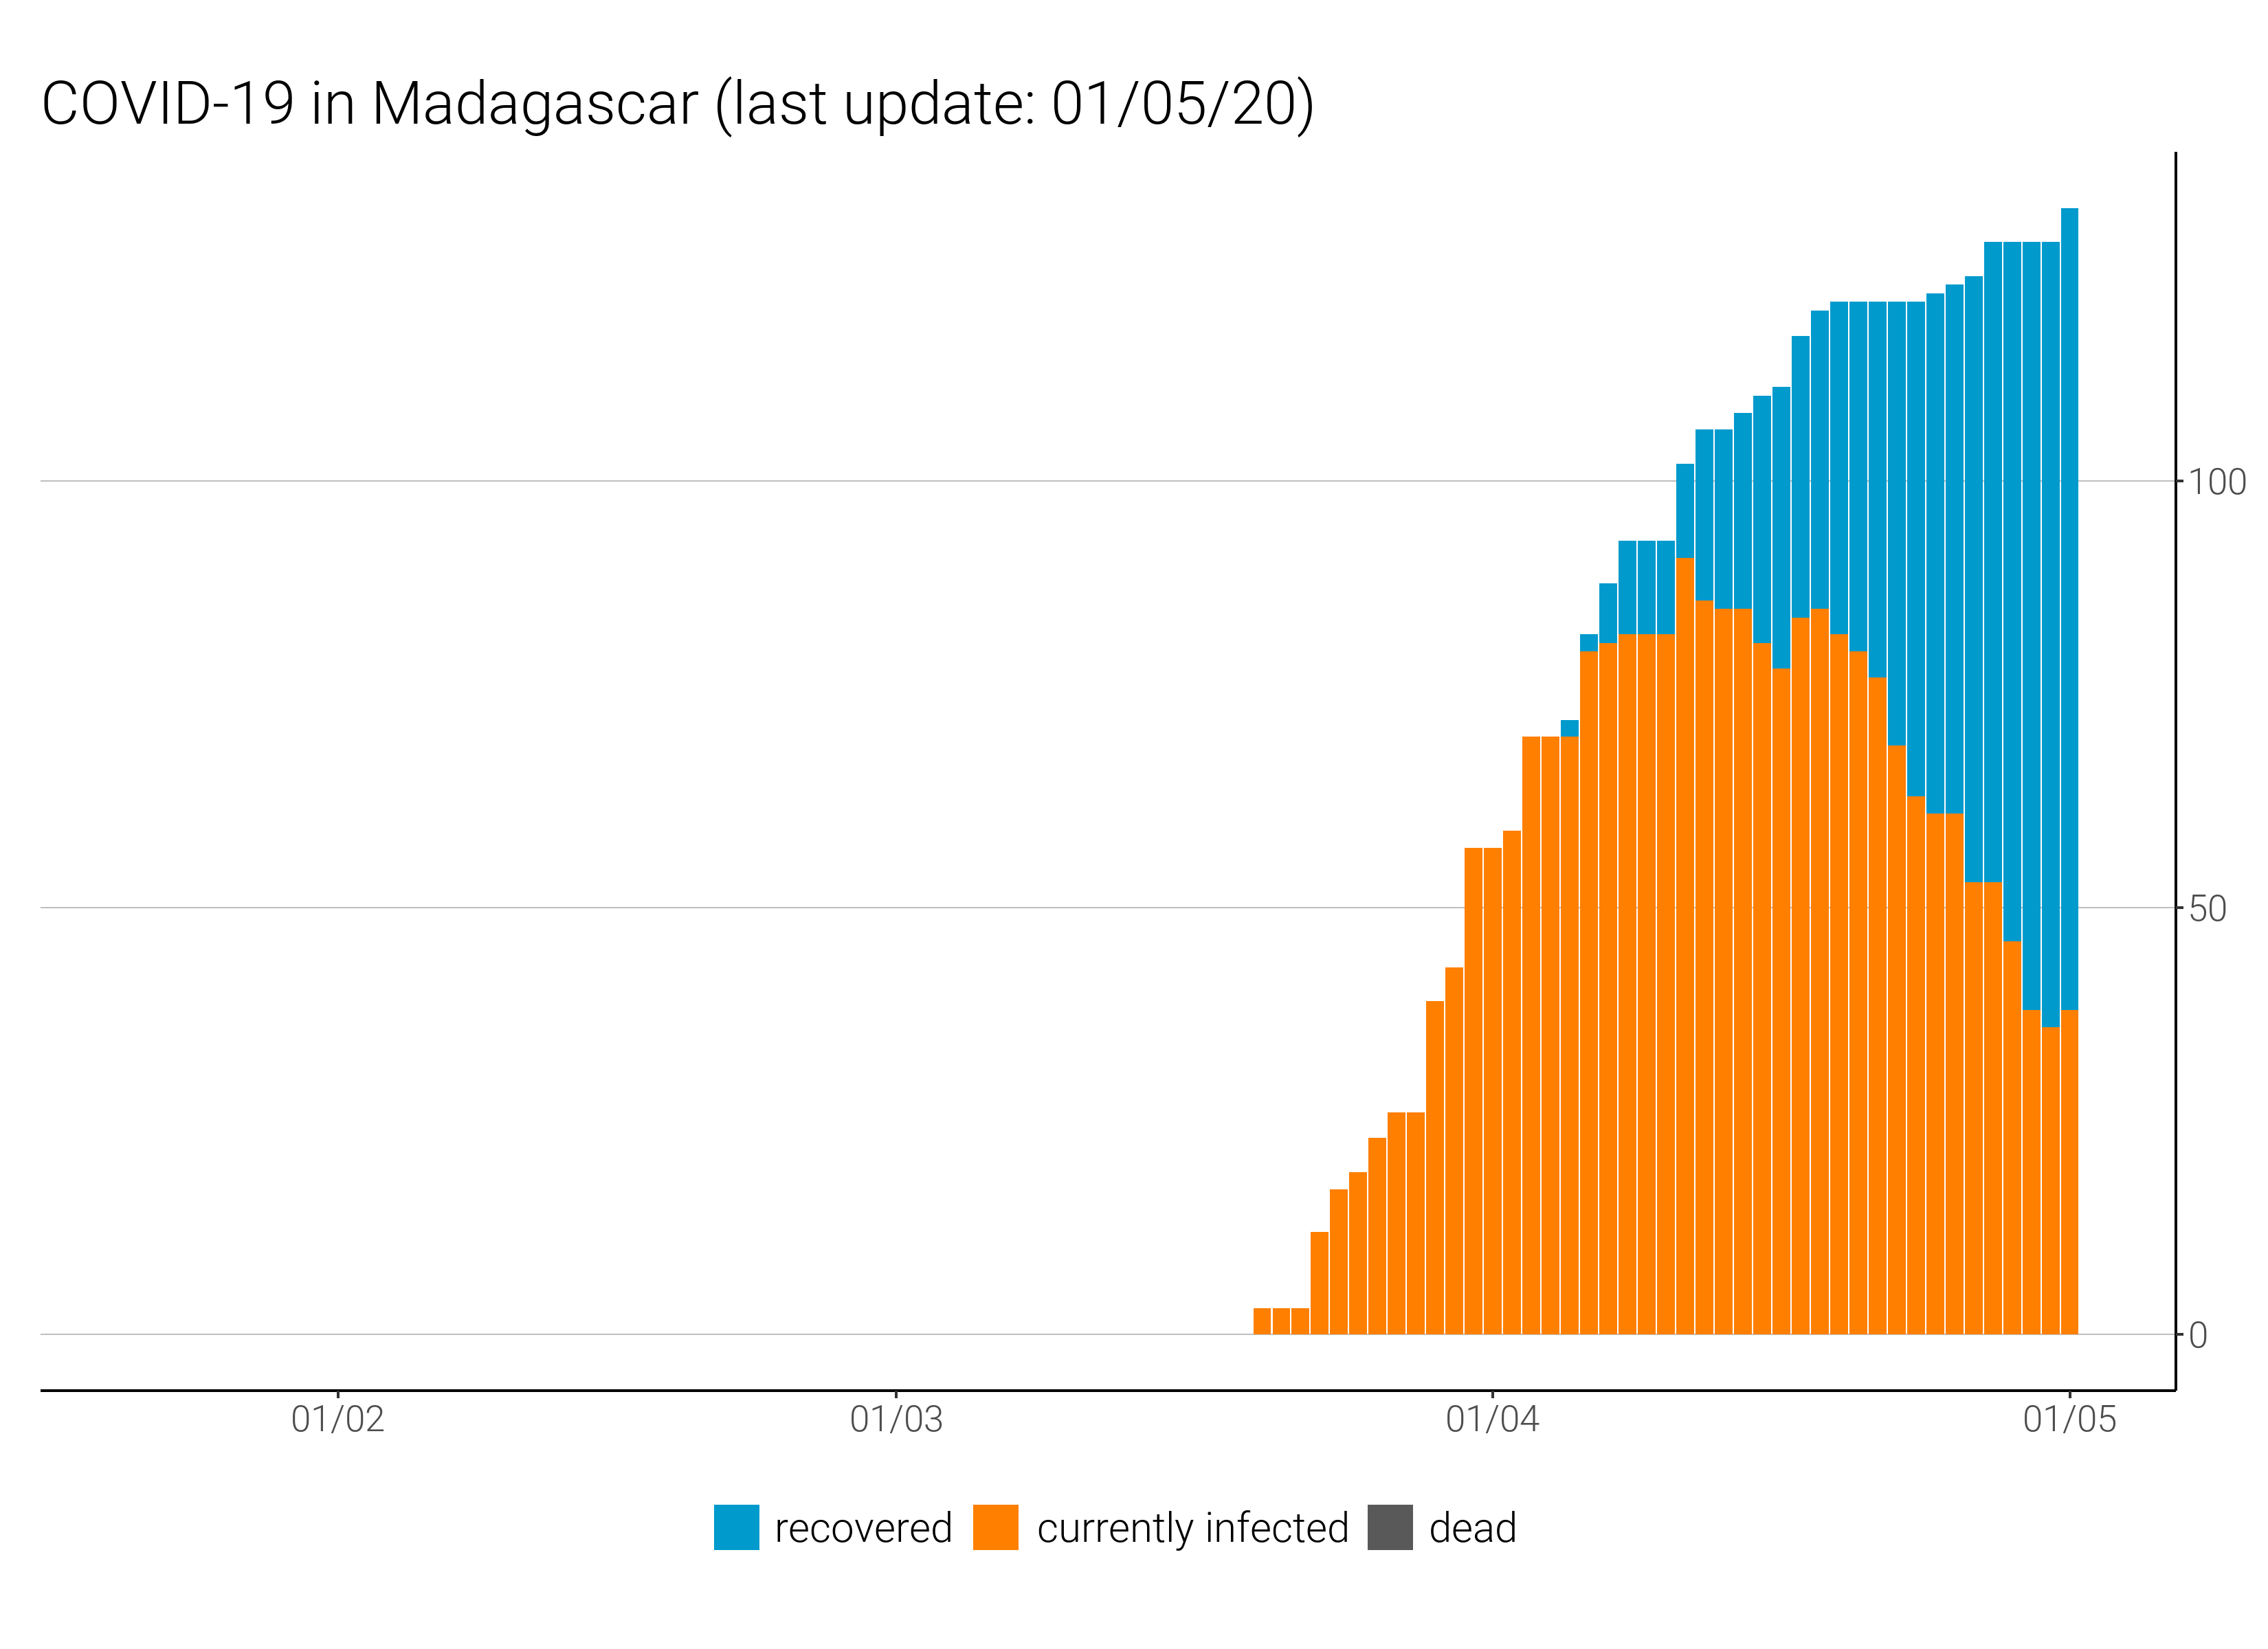 COVID-19 in Madagascar (last update: 01/05/20)
100
50
0
01/02 01/03 01/04 01/05
recovered currently infected dead